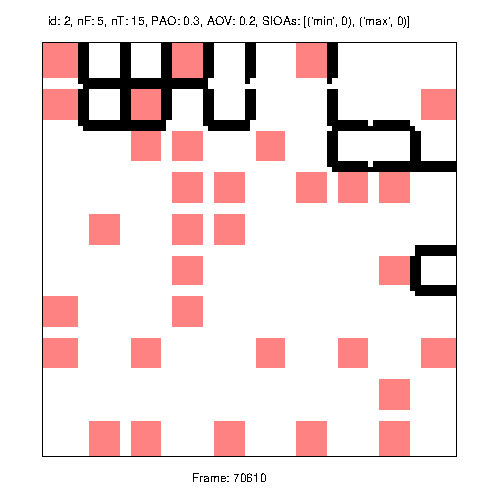 id: 2, nF: 5, nT: 15, PAO: 0.3, AOV: 0.2, SIOAs: [('min', 0), ('max', 0)]
Frame: 70610